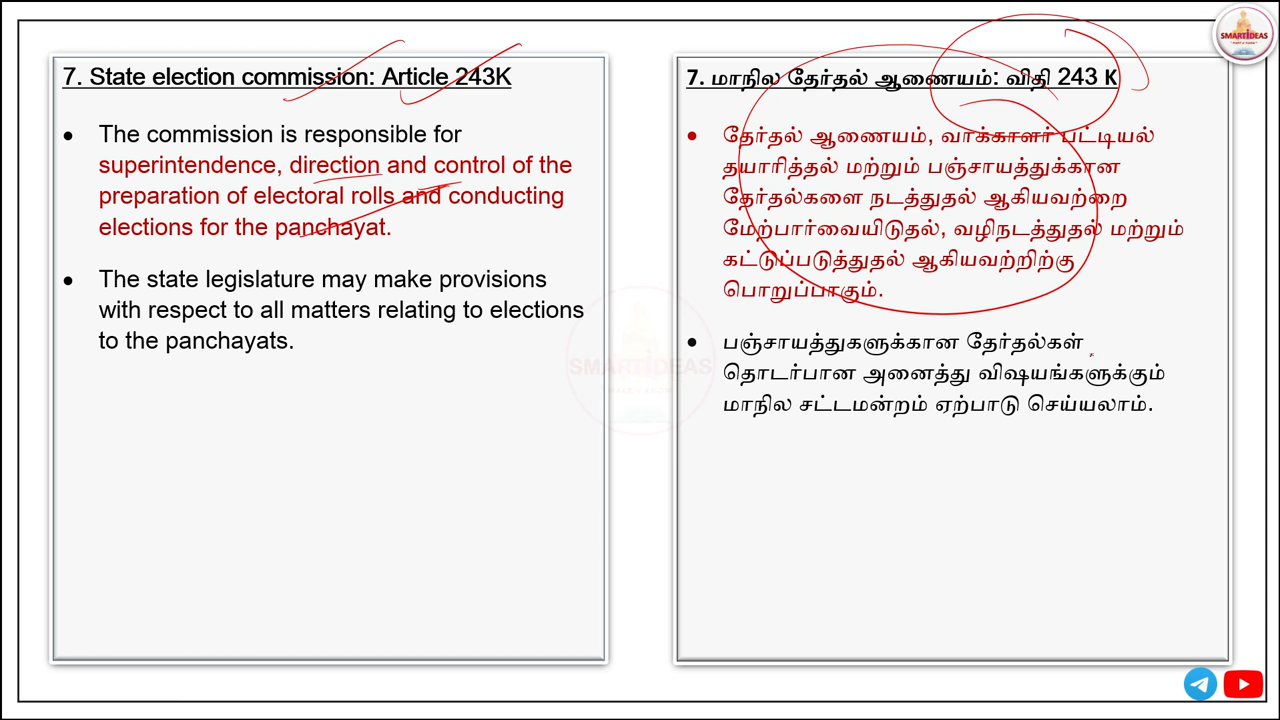 SMARTIDEAS
7. State election commission: Article 243K
• The commission is responsible for
superintendence, direction and control of the
preparation of electoral rolls and conducting
elections for the panchayat.
• The state legislature may make provisions
with respect to all matters relating to elections
to the panchayats.
7. மாநில தேர்தல் ஆணையம்: விதி 243 K
• தேர்தல் ஆணையம், வாக்காளர் பட்டியல்
தயாரித்தல் மற்றும் பஞ்சாயத்துக்கான
தேர்தல்களை நடத்துதல் ஆகியவற்றை
மேற்பார்வையிடுதல், வழிநடத்துதல் மற்றும்
கட்டுப்படுத்துதல் ஆகியவற்றிற்கு
பொறுப்பாகும்.
• பஞ்சாயத்துகளுக்கான தேர்தல்கள்
தொடர்பான அனைத்து விஷயங்களுக்கும்
மாநில சட்டமன்றம் ஏற்பாடு செய்யலாம்.
SMARTIDEAS